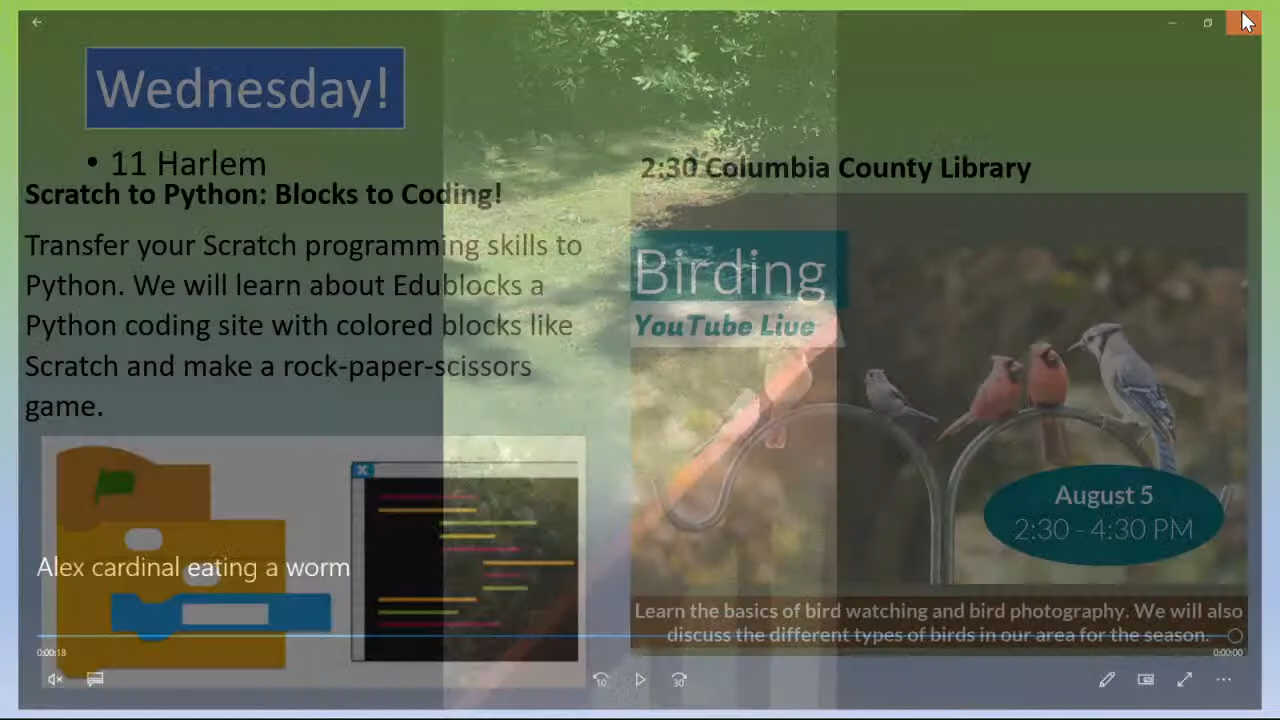 Wednesday!
• 11 Harlem
Scratch to Python: Blocks to Coding!
Transfer your Scratch programming skills to
Python. We will learn about Edublocks a
Python coding site with colored blocks like
Scratch and make a rock-paper-scissors
game.
2:30 Columbia County Library
Birding
YouTube Live
August 5
2:30 - 4:30 PM
Learn the basics of bird watching and bird photography. We will also
discuss the different types of birds in our area for the season.
Alex cardinal eating a worm
0:00:18
0:00:00
10
30